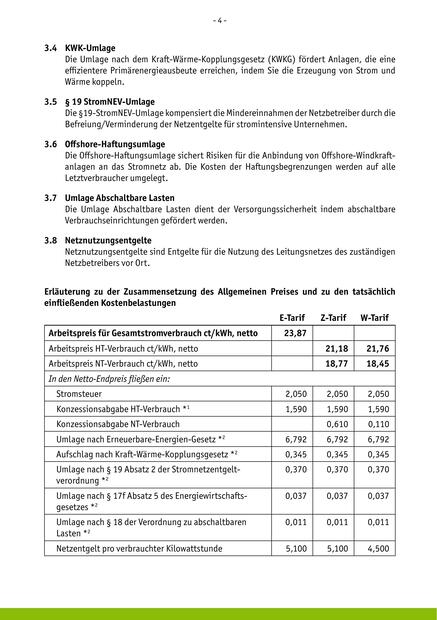 - 4 -
3.4 KWK-Umlage
Die Umlage nach dem Kraft-Wärme-Kopplungsgesetz (KWKG) fördert Anlagen, die eine
effizientere Primärenergieausbeute erreichen, indem Sie die Erzeugung von Strom und
Wärme koppeln.
3.5 § 19 StromNEV-Umlage
Die §19-StromNEV-Umlage kompensiert die Mindereinnahmen der Netzbetreiber durch die
Befreiung/Verminderung der Netzentgelte für stromintensive Unternehmen.
3.6 Offshore-Haftungsumlage
Die Offshore-Haftungsumlage sichert Risiken für die Anbindung von Offshore-Windkraft-
anlagen an das Stromnetz ab. Die Kosten der Haftungsbegrenzungen werden auf alle
Letztverbraucher umgelegt.
3.7 Umlage Abschaltbare Lasten
Die Umlage Abschaltbare Lasten dient der Versorgungssicherheit indem abschaltbare
Verbrauchseinrichtungen gefördert werden.
3.8 Netznutzungsentgelte
Netznutzungsentgelte sind Entgelte für die Nutzung des Leitungsnetzes des zuständigen
Netzbetreibers vor Ort.
Erläuterung zu der Zusammensetzung des Allgemeinen Preises und zu den tatsächlich
einfließenden Kostenbelastungen
E-Tarif Z-Tarif W-Tarif
Arbeitspreis für Gesamtstromverbrauch ct/kWh, netto 23,87
Arbeitspreis HT-Verbrauch ct/kWh, netto 21,18 21,76
Arbeitspreis NT-Verbrauch ct/kWh, netto 18,77 18,45
In den Netto-Endpreis fließen ein:
Stromsteuer 2,050 2,050 2,050
Konzessionsabgabe HT-Verbrauch *1 1,590 1,590 1,590
Konzessionsabgabe NT-Verbrauch 0,610 0,110
Umlage nach Erneuerbare-Energien-Gesetz *2 6,792 6,792 6,792
Aufschlag nach Kraft-Wärme-Kopplungsgesetz *2 0,345 0,345 0,345
Umlage nach § 19 Absatz 2 der Stromnetzentgelt- 0,370 0,370 0,370
verordnung *2
Umlage nach § 17f Absatz 5 des Energiewirtschafts- 0,037 0,037 0,037
gesetzes *2
Umlage nach § 18 der Verordnung zu abschaltbaren 0,011 0,011 0,011
Lasten *2
Netzentgelt pro verbrauchter Kilowattstunde 5,100 5,100 4,500